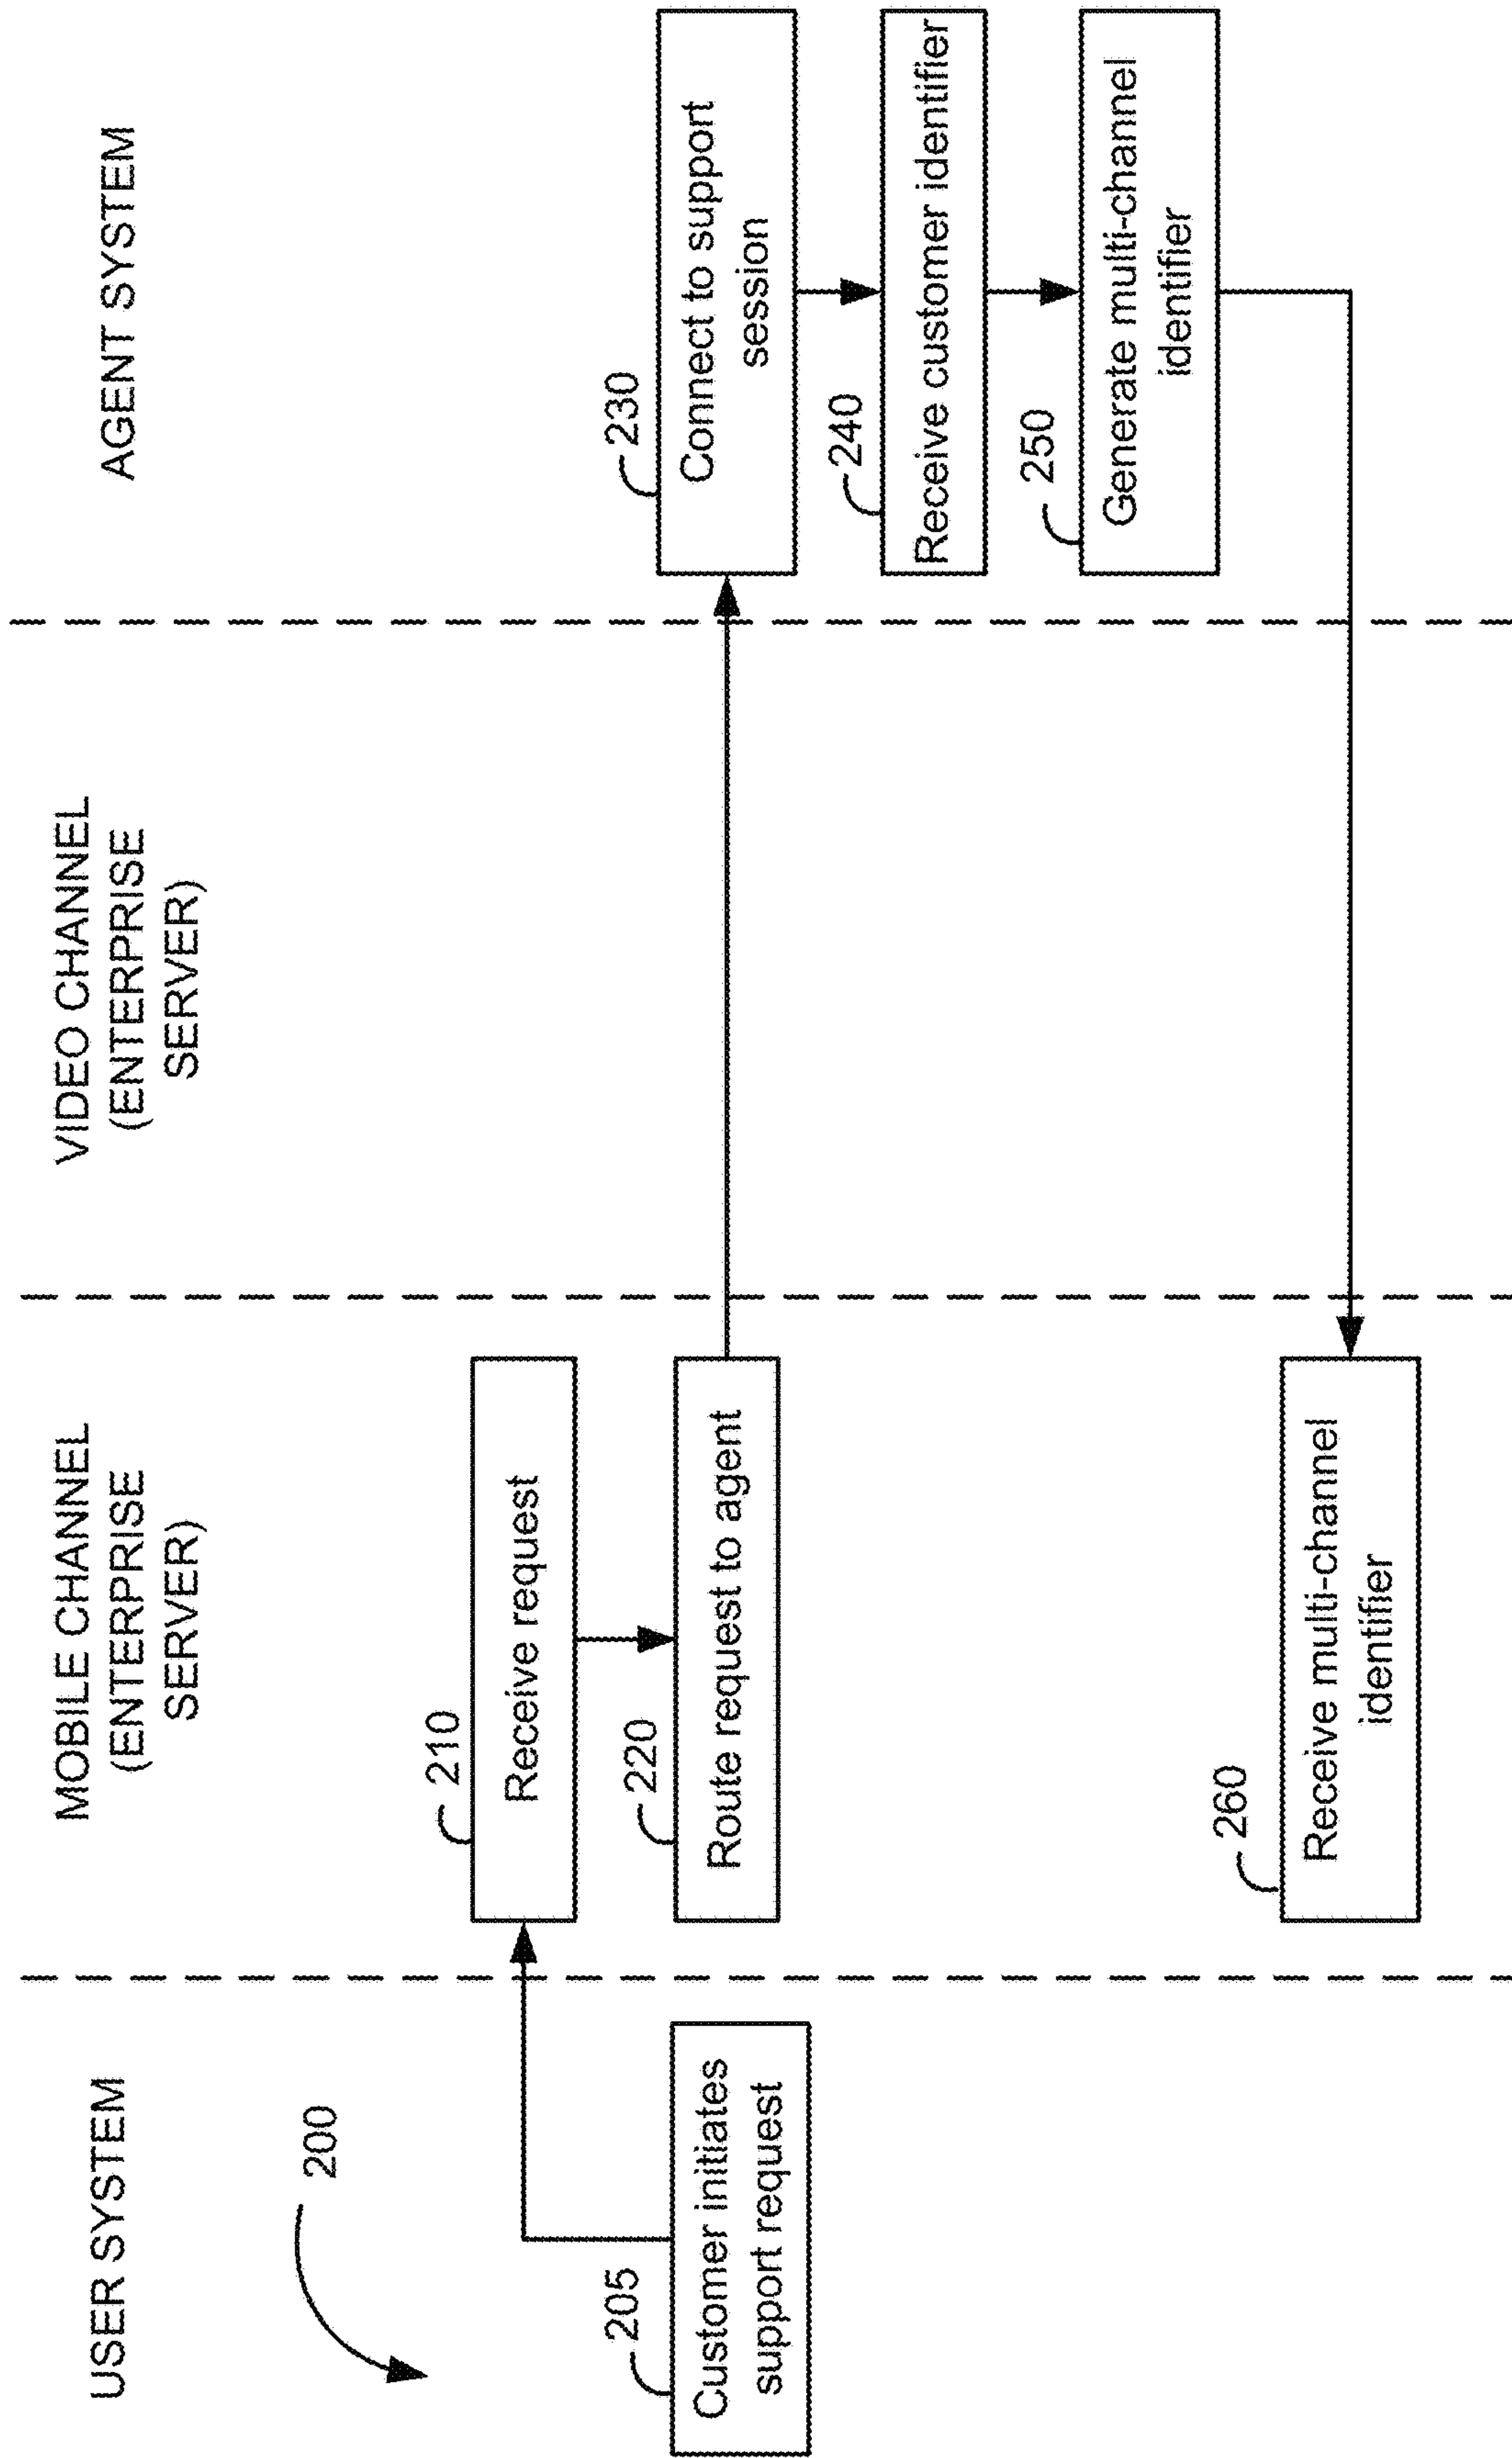 USER SYSTEM
MOBILE CHANNEL
(ENTERPRISE
SERVER)
VIDEO CHANNEL
(ENTERPRISE
SERVER)
AGENT SYSTEM
200
205
Customer initiates
support request
210
Receive request
220
Route request to agent
230
Connect to support
session
240
Receive customer identifier
250
Generate multi-channel
identifier
260
Receive multi-channel
identifier